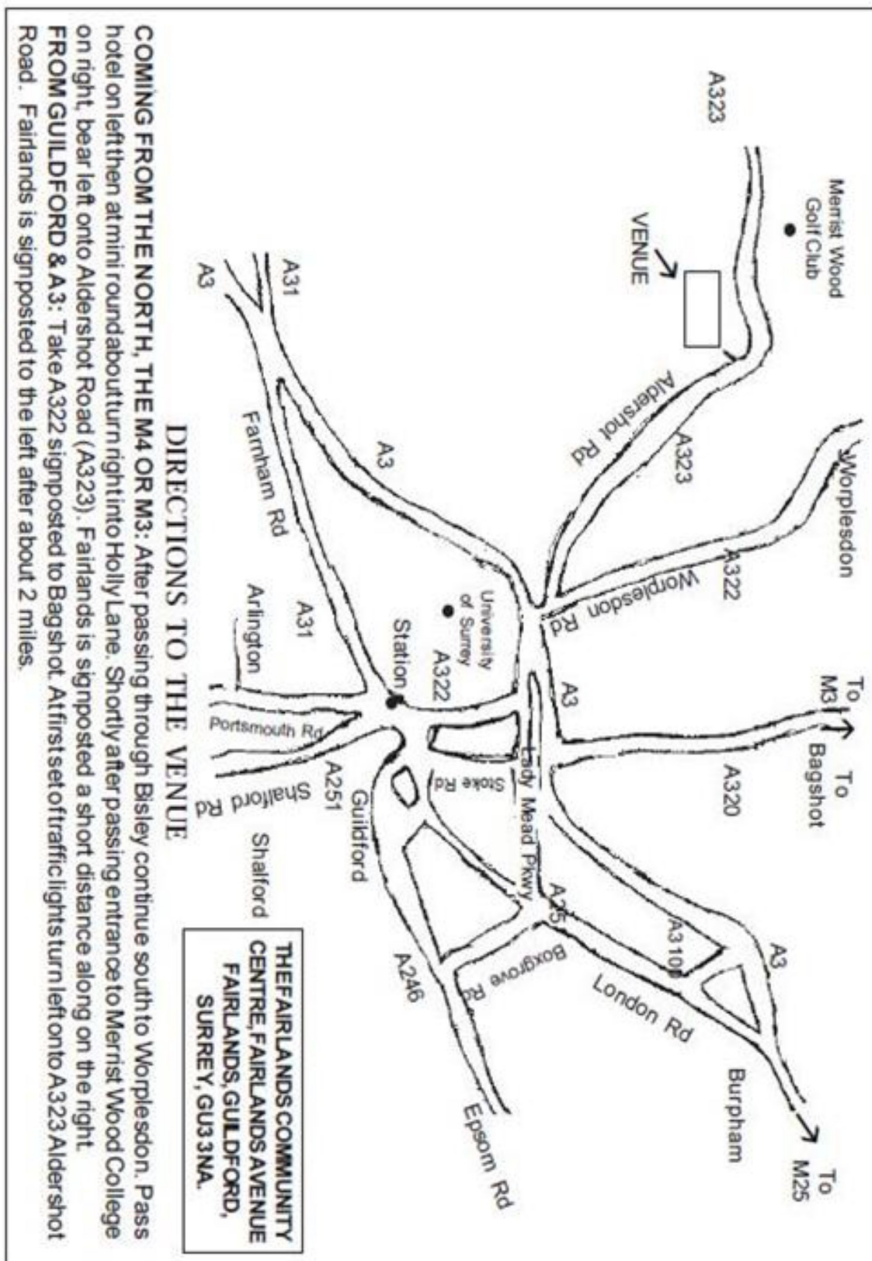 A323
Merrist Wood
Golf Club
VENUE
Aldershot Rd
A323
Worplesdon
A322
Worplesdon Rd
To
M3
To
Bagshot
A320
A3
A31
A3
A3
Farnham Rd
A31
University
of Surrey
A322
Station
Arlington
Portsmouth Rd
A251
Shalford Rd
Shalford
Guildford
Stoke Rd
Lady Mead Pkwy
A25
A3100
A3
London Rd
Boxgrove Rd
A246
Epsom Rd
Burpham
To
M25
DIRECTIONS TO THE VENUE
THE FAIRLANDS COMMUNITY
CENTRE, FAIRLANDS AVENUE
FAIRLANDS, GUILDFORD,
SURREY, GU3 3NA.
COMING FROM THE NORTH, THE M4 OR M3: After passing through Bisley continue south to Worplesdon. Pass
hotel on left then at mini roundabout turn right into Holly Lane. Shortly after passing entrance to Merrist Wood College
on right, bear left onto Aldershot Road (A323). Fairlands is signposted a short distance along on the right.
FROM GUILDFORD & A3: Take A322 signposted to Bagshot. At first set of traffic lights turn left onto A323 Aldershot
Road. Fairlands is signposted to the left after about 2 miles.